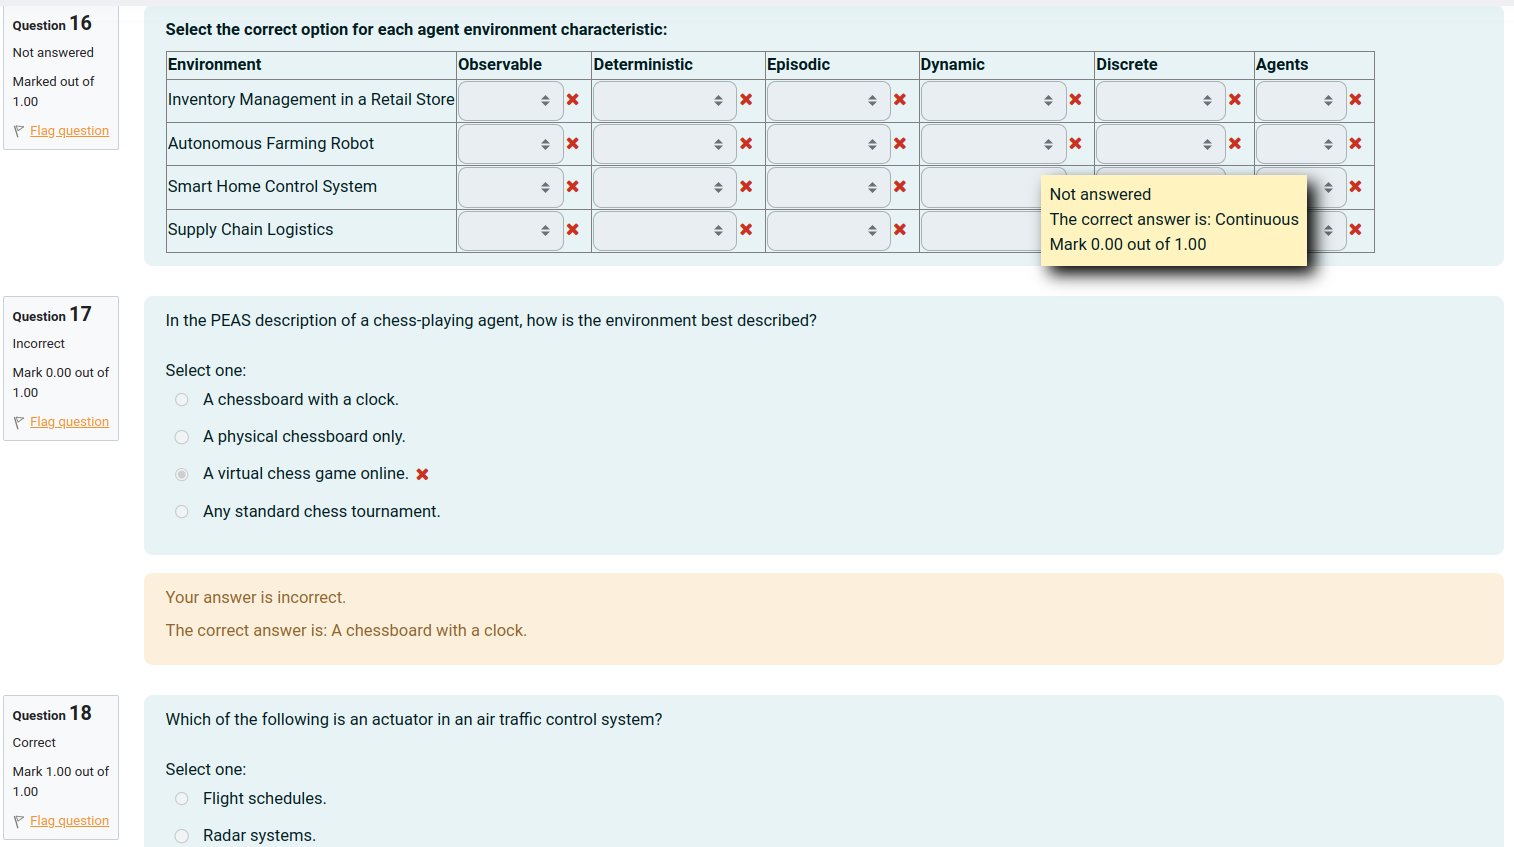 Question 16
Not answered
Marked out of
1.00
Flag question
Select the correct option for each agent environment characteristic:
Environment Observable Deterministic Episodic Dynamic Discrete Agents
Inventory Management in a Retail Store
Autonomous Farming Robot
Smart Home Control System
Supply Chain Logistics
Not answered
The correct answer is: Continuous
Mark 0.00 out of 1.00
Question 17
Incorrect
Mark 0.00 out of
1.00
Flag question
In the PEAS description of a chess-playing agent, how is the environment best described?
Select one:
A chessboard with a clock.
A physical chessboard only.
A virtual chess game online.
Any standard chess tournament.
Your answer is incorrect.
The correct answer is: A chessboard with a clock.
Question 18
Correct
Mark 1.00 out of
1.00
Flag question
Which of the following is an actuator in an air traffic control system?
Select one:
Flight schedules.
Radar systems.